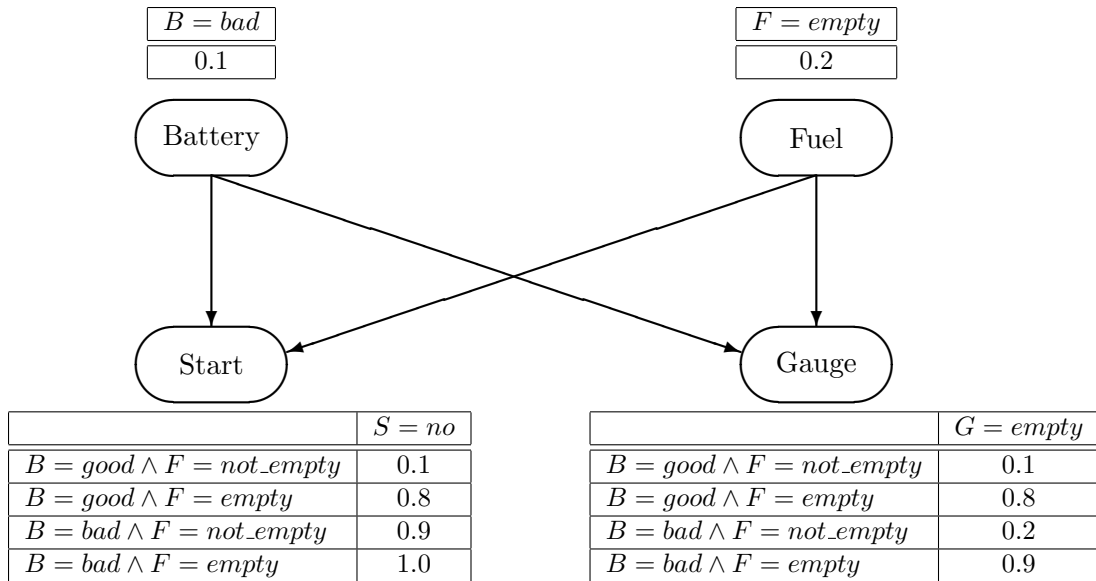 B = bad
0.1
F = empty
0.2
Battery
Fuel
Start
Gauge
S = no
B = good ∧ F = not_empty 0.1
B = good ∧ F = empty 0.8
B = bad ∧ F = not_empty 0.9
B = bad ∧ F = empty 1.0
G = empty
B = good ∧ F = not_empty 0.1
B = good ∧ F = empty 0.8
B = bad ∧ F = not_empty 0.2
B = bad ∧ F = empty 0.9